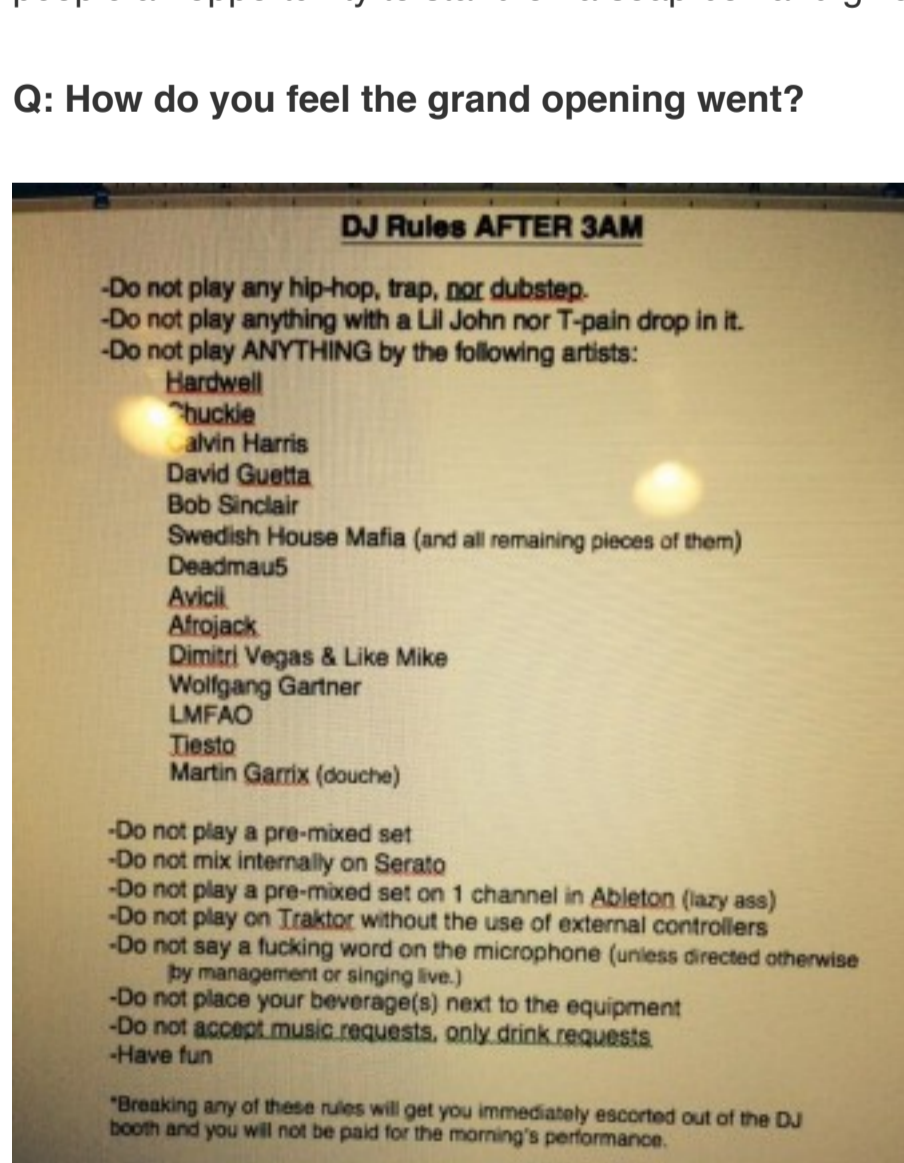 Q: How do you feel the grand opening went?
DJ Rules AFTER 3AM
-Do not play any hip-hop, trap, nor dubstep.
-Do not play anything with a Lil John nor T-pain drop in it.
-Do not play ANYTHING by the following artists:
Hardwell
Chuckie
Calvin Harris
David Guetta
Bob Sinclair
Swedish House Mafia (and all remaining pieces of them)
Deadmau5
Avicii
Afrojack
Dimitri Vegas & Like Mike
Wolfgang Gartner
LMFAO
Tiesto
Martin Garrix (douche)
-Do not play a pre-mixed set
-Do not mix internally on Serato
-Do not play a pre-mixed set on 1 channel in Ableton (lazy ass)
-Do not play on Traktor without the use of external controllers
-Do not say a fucking word on the microphone (unless directed otherwise
by management or singing live.)
-Do not place your beverage(s) next to the equipment
-Do not accept music requests, only drink requests
-Have fun
*Breaking any of these rules will get you immediately escorted out of the DJ
booth and you will not be paid for the morning's performance.